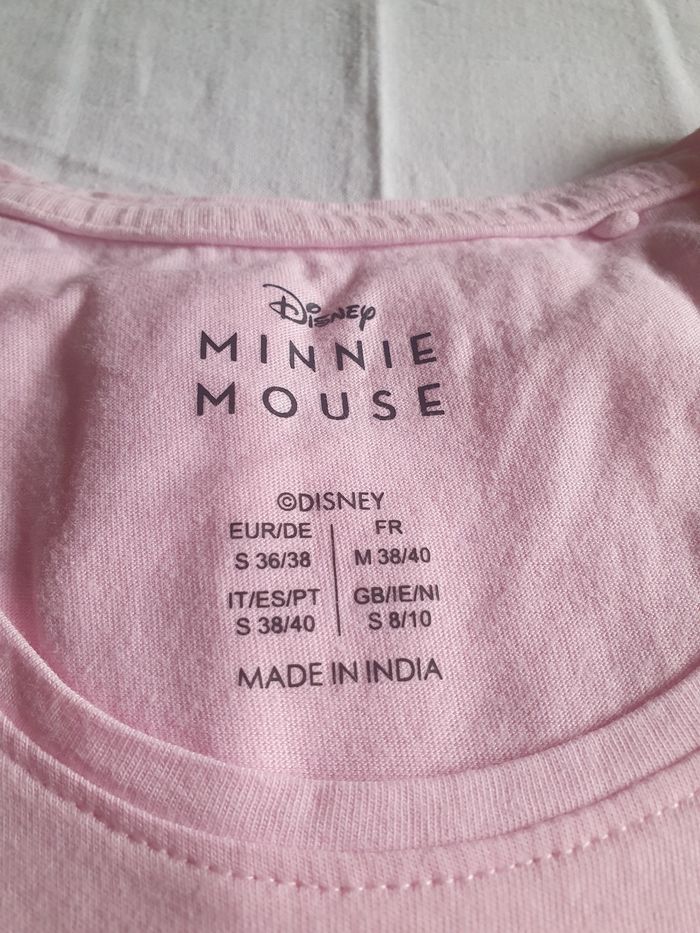 Disney
MINNIE
MOUSE
©DISNEY
EUR/DE FR
S 36/38 M 38/40
IT/ES/PT GB/IE/NI
S 38/40 S 8/10
MADE IN INDIA